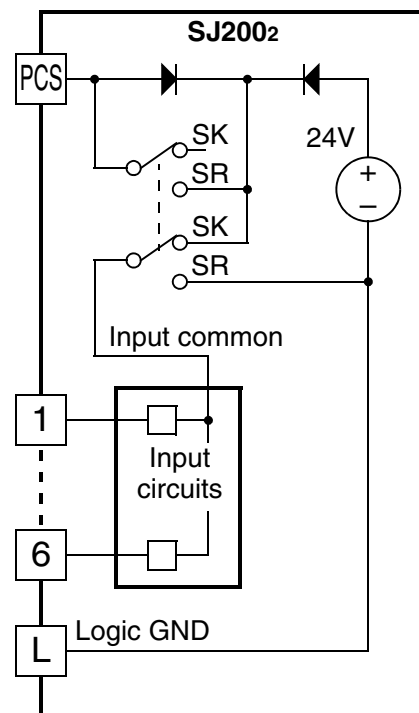 SJ2002
PCS
SK
24V
SR
+
–
SK
SR
Input common
1
Input
circuits
6
Logic GND
L